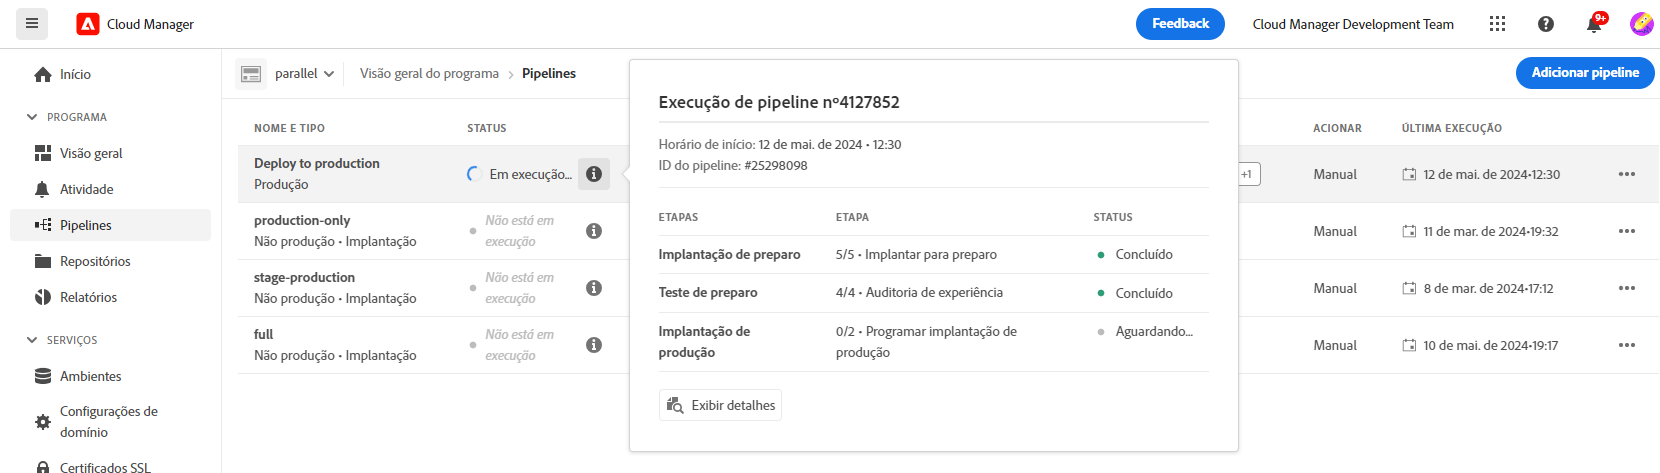 Cloud Manager
Feedback
Cloud Manager Development Team
9+
Início
PROGRAMA
Visão geral
Atividade
Pipelines
Repositórios
Relatórios
SERVIÇOS
Ambientes
Configurações de
domínio
Certificados SSL
parallel
Visão geral do programa > Pipelines
Adicionar pipeline
NOME E TIPO STATUS ACIONAR ÚLTIMA EXECUÇÃO
Deploy to production
Produção
Em execução...
+1
Manual
12 de mai. de 2024•12:30
production-only
Não produção • Implantação
Não está em
execução
Manual
11 de mar. de 2024•19:32
stage-production
Não produção • Implantação
Não está em
execução
Manual
8 de mar. de 2024•17:12
full
Não produção • Implantação
Não está em
execução
Manual
10 de mai. de 2024•19:17
Execução de pipeline nº4127852
Horário de início: 12 de mai. de 2024 • 12:30
ID do pipeline: #25298098
ETAPAS ETAPA STATUS
Implantação de preparo 5/5 • Implantar para preparo Concluído
Teste de preparo 4/4 • Auditoria de experiência Concluído
Implantação de
produção
0/2 • Programar implantação de
produção
Aguardando...
Exibir detalhes